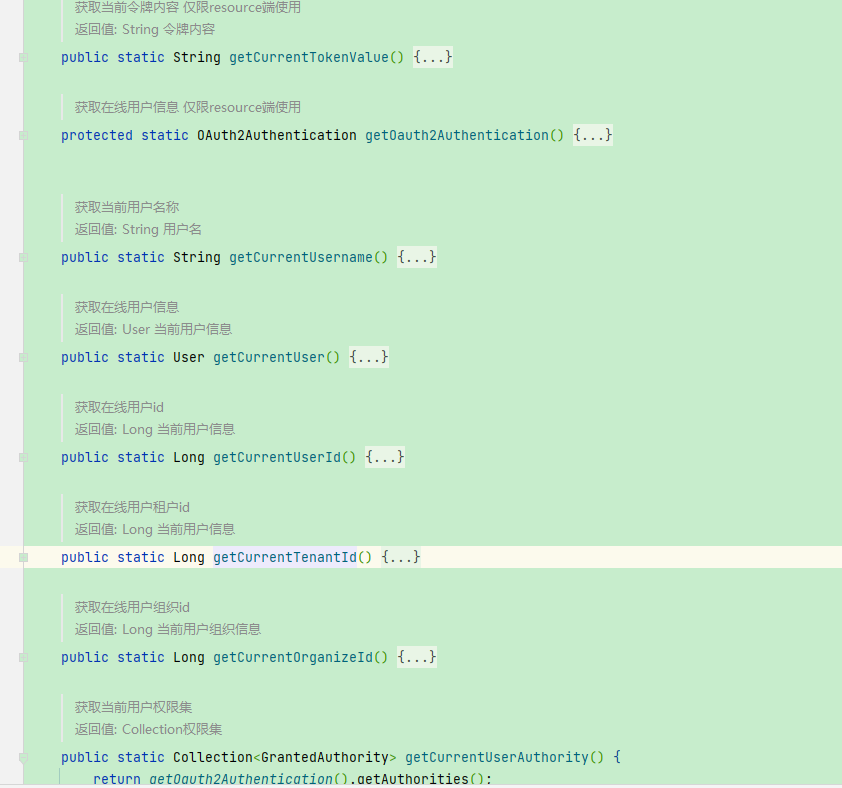 获取当前令牌内容 仅限resource端使用
返回值: String 令牌内容
public static String getCurrentTokenValue() {...}
获取在线用户信息 仅限resource端使用
protected static OAuth2Authentication getOauth2Authentication() {...}
获取当前用户名称
返回值: String 用户名
public static String getCurrentUsername() {...}
获取在线用户信息
返回值: User 当前用户信息
public static User getCurrentUser() {...}
获取在线用户id
返回值: Long 当前用户信息
public static Long getCurrentUserId() {...}
获取在线用户租户id
返回值: Long 当前用户信息
public static Long getCurrentTenantId() {...}
获取在线用户组织id
返回值: Long 当前用户组织信息
public static Long getCurrentOrganizeId() {...}
获取当前用户权限集
返回值: Collection权限集
public static Collection<GrantedAuthority> getCurrentUserAuthority() {
return getOauth2Authentication().getAuthorities();